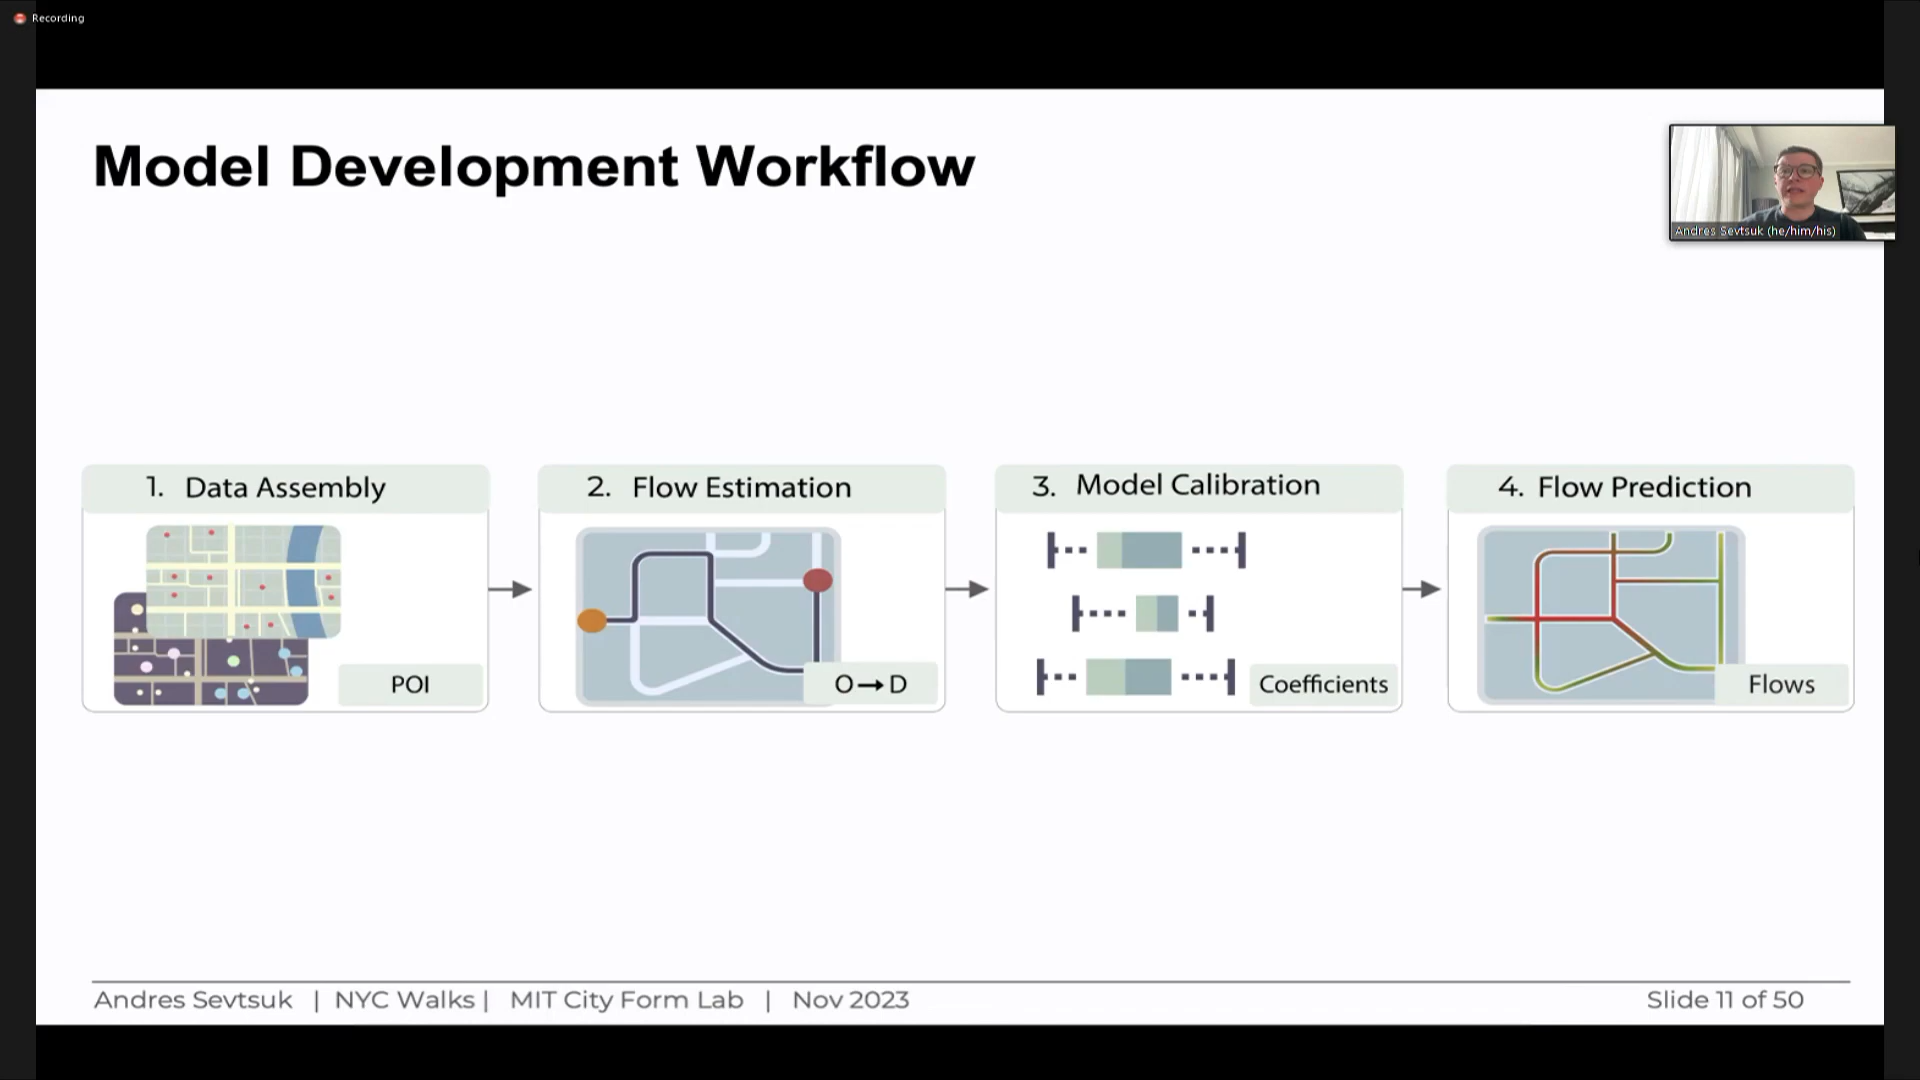 Recording
Model Development Workflow
Andres Sevtsuk (he/him/his)
1. Data Assembly
POI
2. Flow Estimation
O→D
3. Model Calibration
Coefficients
4. Flow Prediction
Flows
Andres Sevtsuk | NYC Walks | MIT City Form Lab | Nov 2023
Slide 11 of 50